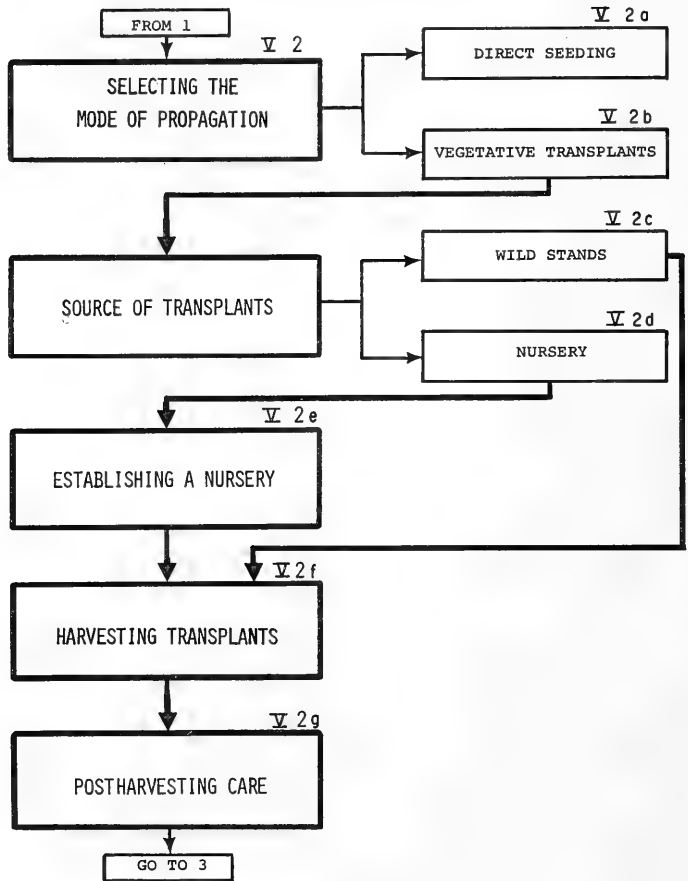 FROM 1
V 2
SELECTING THE
MODE OF PROPAGATION
V 2a
DIRECT SEEDING
V 2b
VEGETATIVE TRANSPLANTS
SOURCE OF TRANSPLANTS
V 2c
WILD STANDS
V 2d
NURSERY
V 2e
ESTABLISHING A NURSERY
V 2f
HARVESTING TRANSPLANTS
V 2g
POSTHARVESTING CARE
GO TO 3